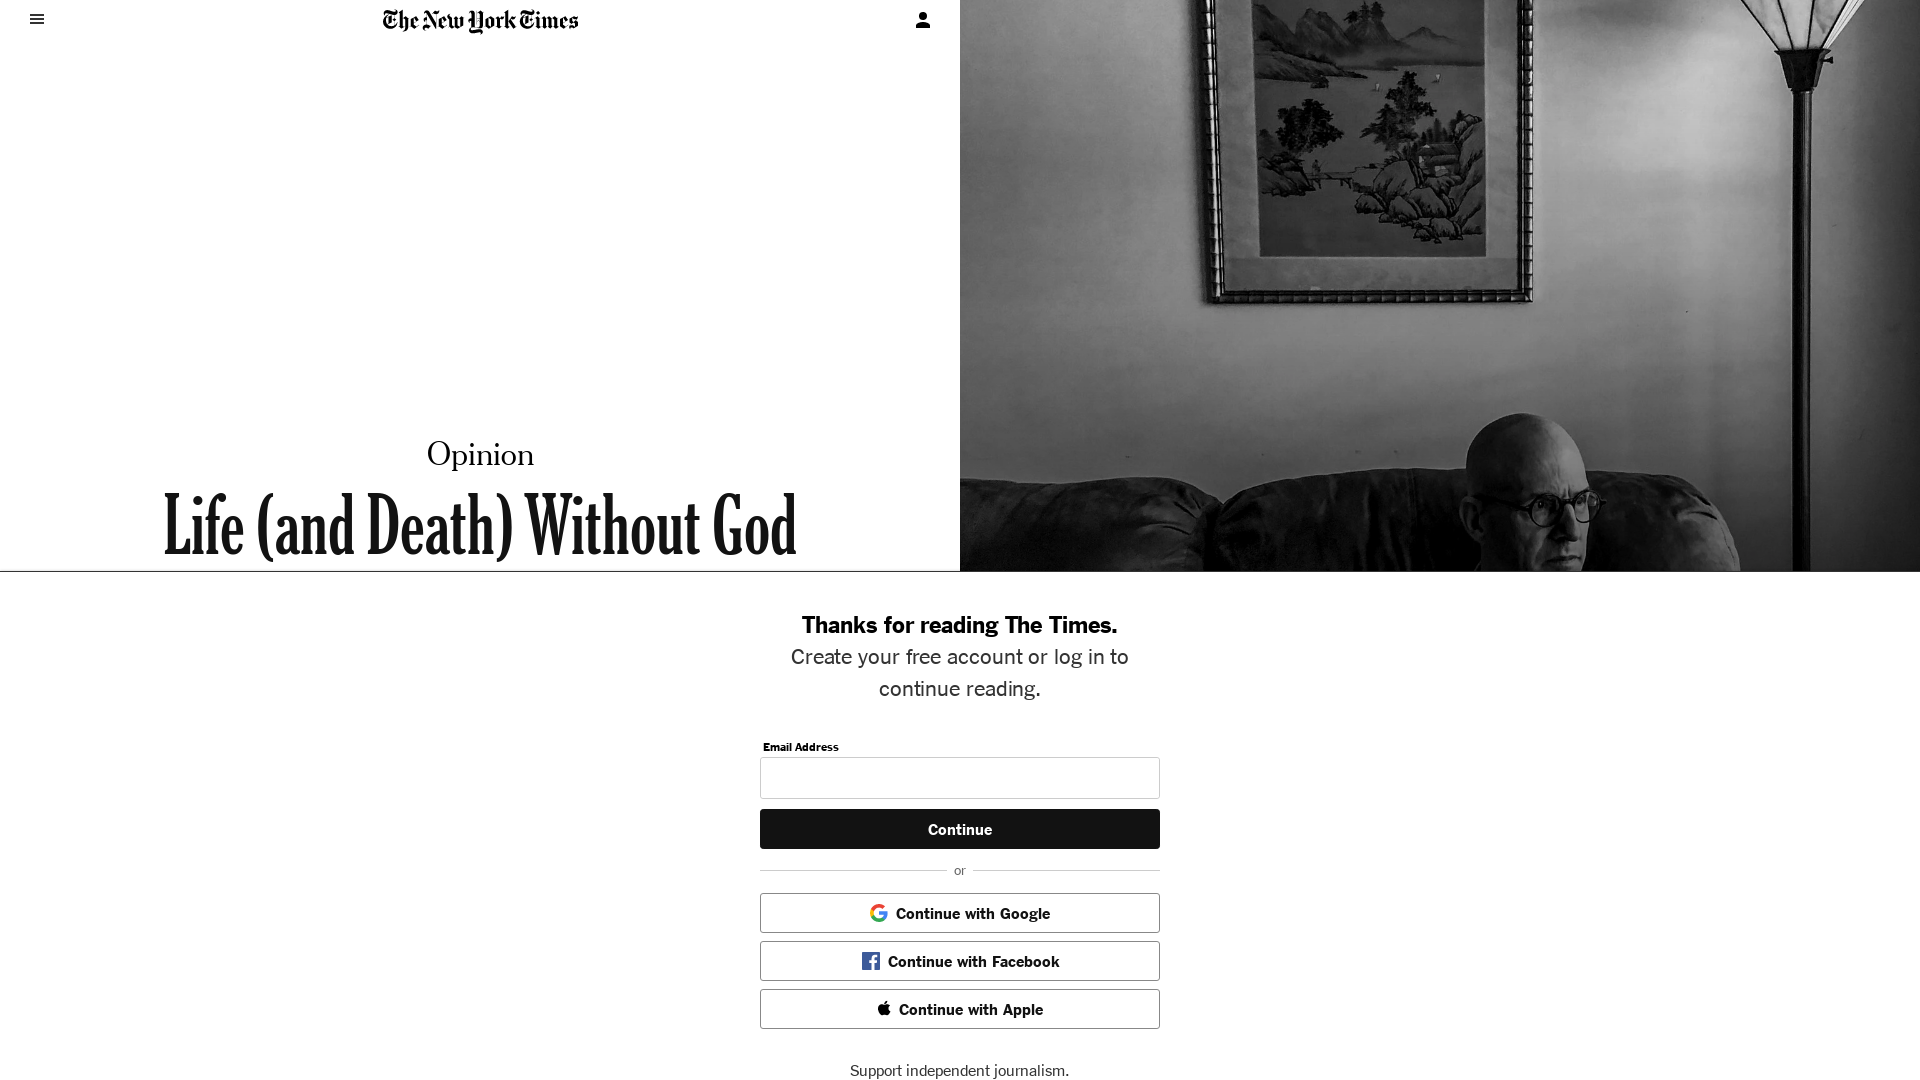 The New York Times
Opinion
Life (and Death) Without God
Thanks for reading The Times.
Create your free account or log in to
continue reading.
Email Address
Continue
or
Continue with Google
Continue with Facebook
Continue with Apple
Support independent journalism.